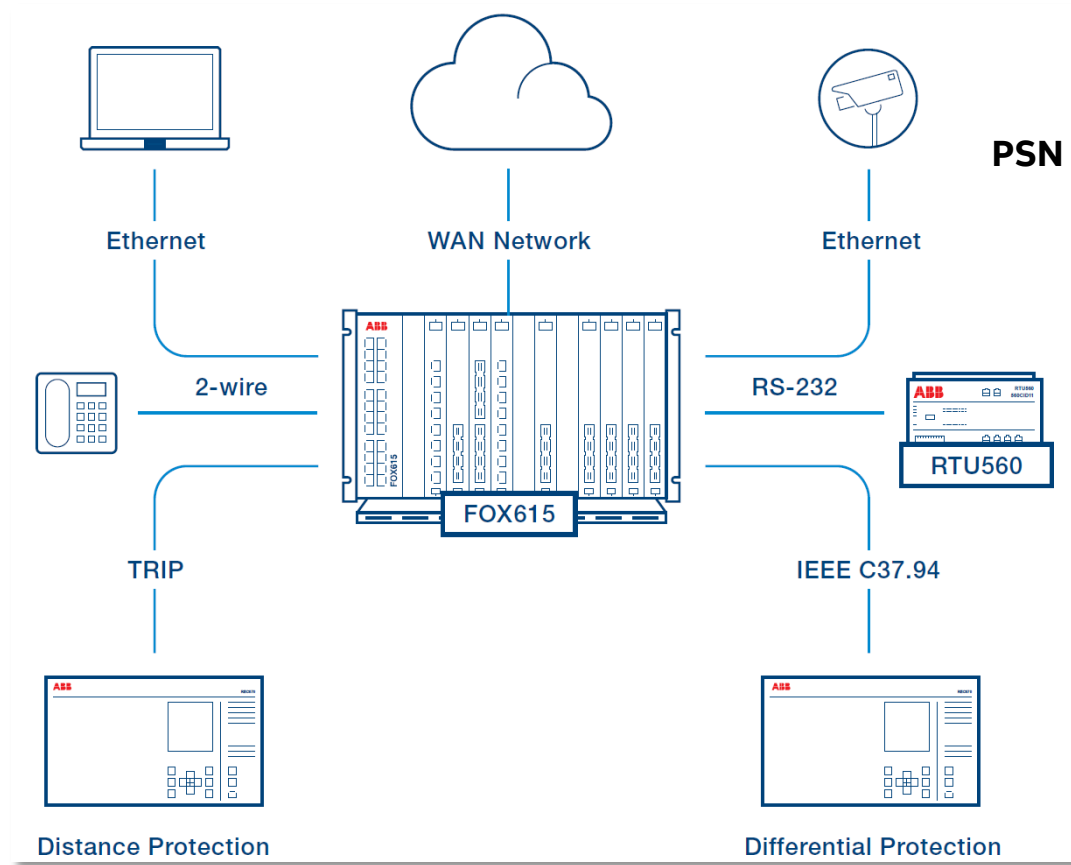 PSN
Ethernet
WAN Network
Ethernet
ABB
FOX615
2-wire
RS-232
ABB
RTU560
RTU560
FOX615
TRIP
IEEE C37.94
ABB
ABB
Distance Protection
Differential Protection